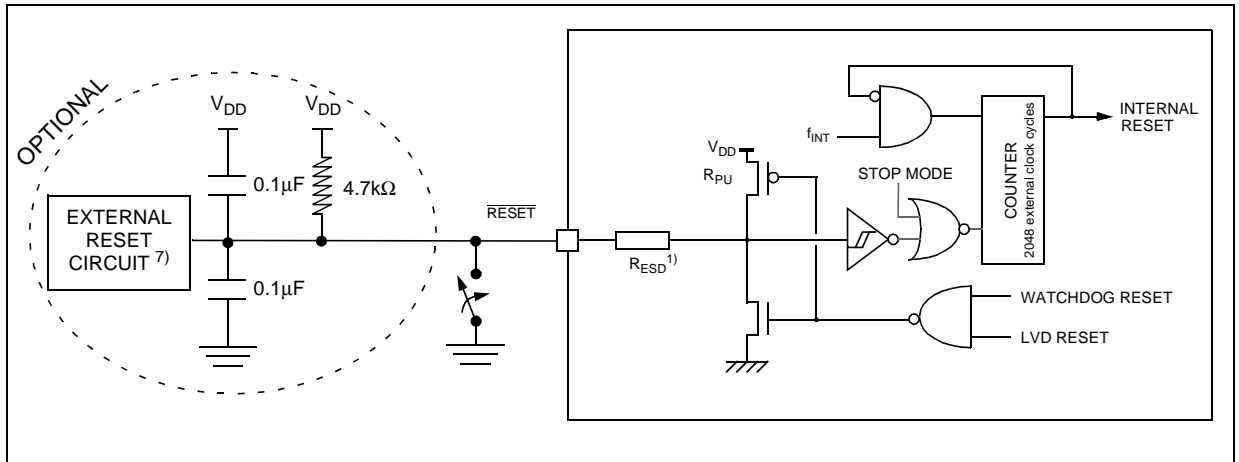 OPTIONAL
V_DD
V_DD
0.1μF
4.7kΩ
EXTERNAL
RESET
CIRCUIT 7)
0.1μF
RESET
R_ESD 1)
V_DD
R_PU
f_INT
STOP MODE
COUNTER
2048 external clock cycles
INTERNAL
RESET
WATCHDOG RESET
LVD RESET